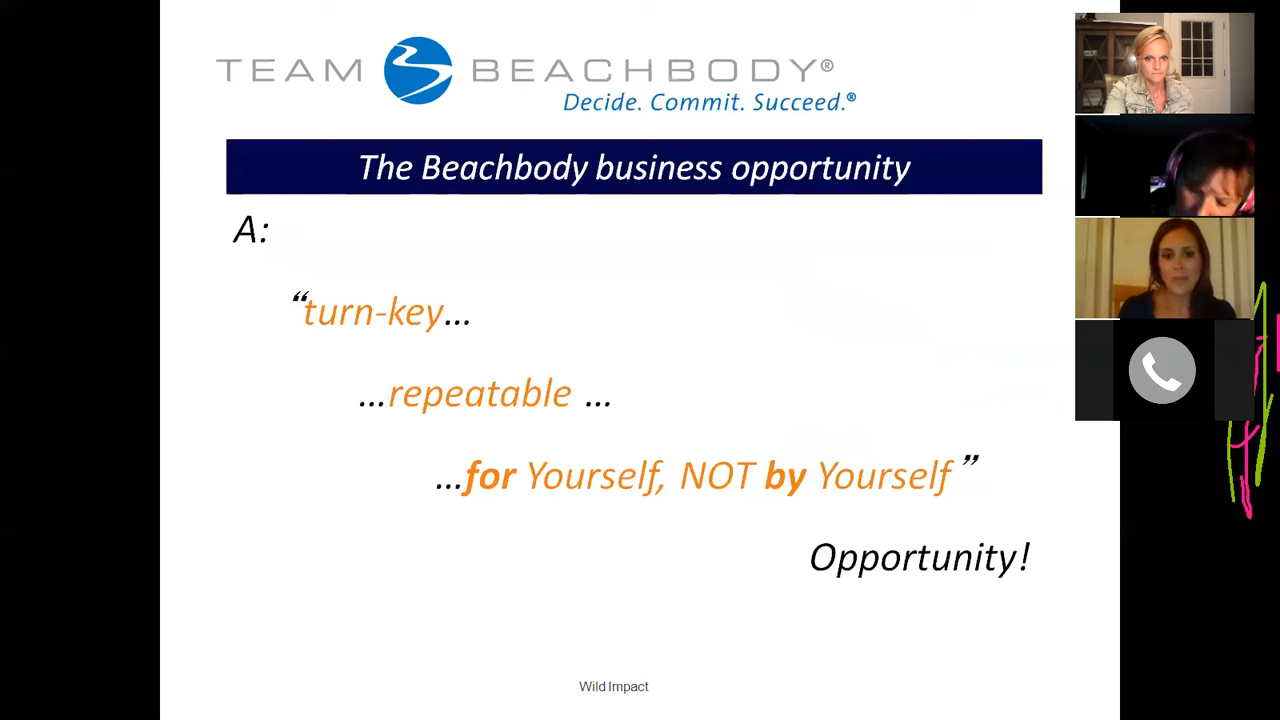 TEAM BEACHBODY®
Decide. Commit. Succeed.®
The Beachbody business opportunity
A:
“turn-key...
...repeatable ...
...for Yourself, NOT by Yourself”
Opportunity!
Wild Impact